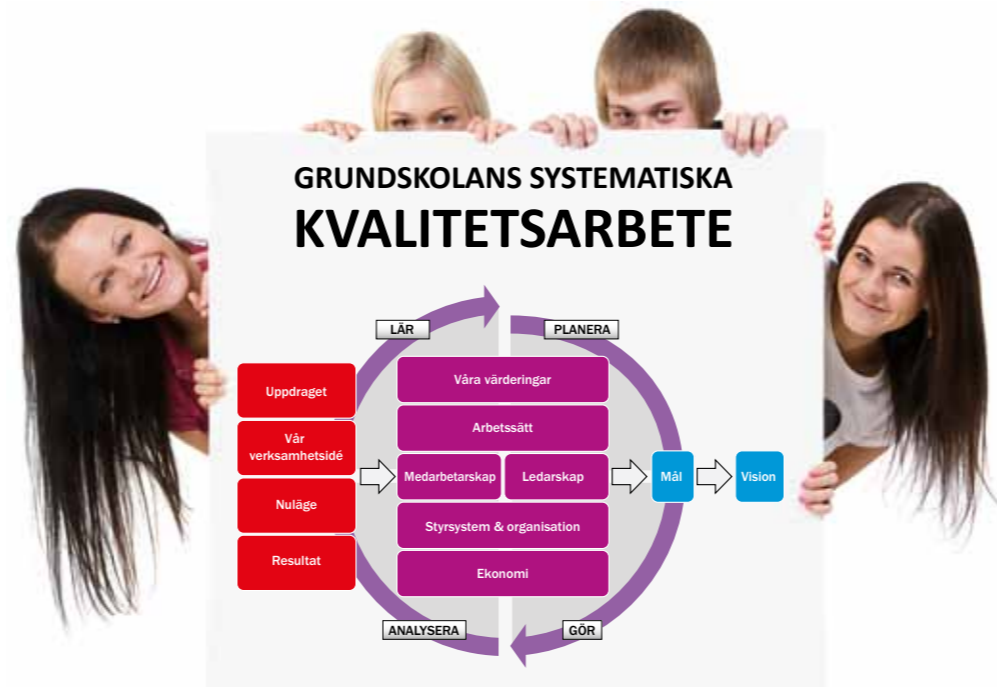 GRUNDSKOLANS SYSTEMATISKA
KVALITETSARBETE
LÄR
PLANERA
Uppdraget
Vår
verksamhetsidé
Nuläge
Resultat
Våra värderingar
Arbetssätt
Medarbetarskap
Ledarskap
Styrsystem & organisation
Ekonomi
Mål
Vision
ANALYSERA
GÖR